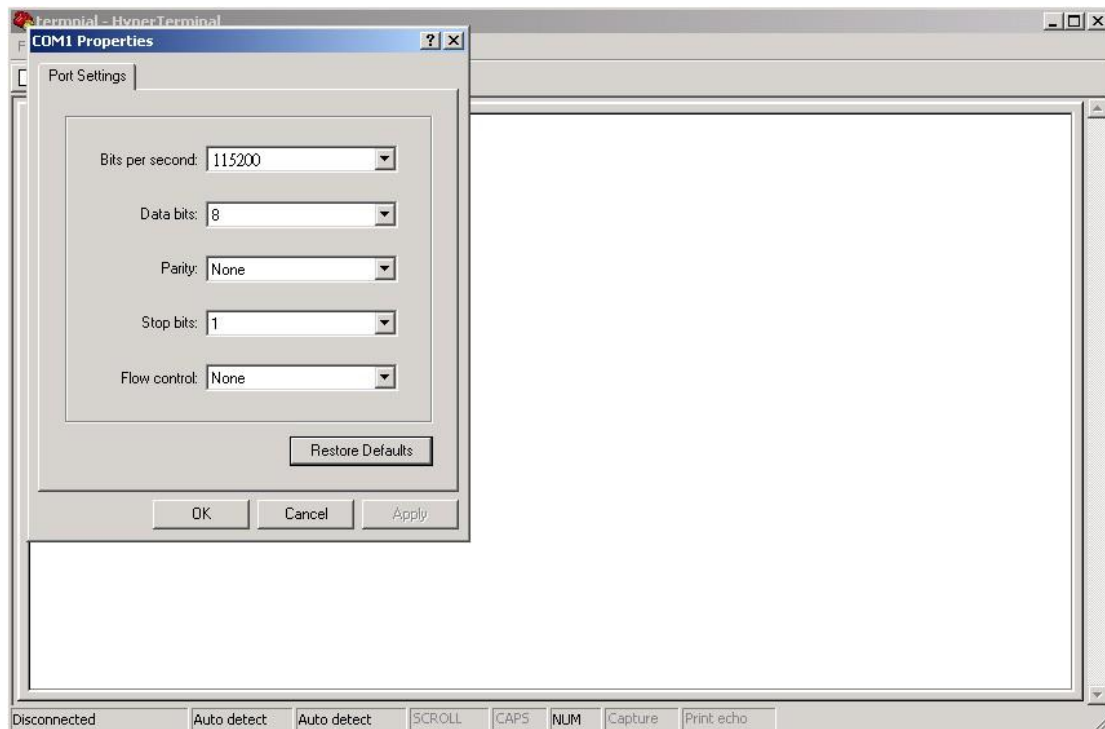 termpial - HyperTerminal
COM1 Properties
F
Port Settings
Bits per second: 115200
Data bits: 8
Parity: None
Stop bits: 1
Flow control: None
Restore Defaults
OK Cancel Apply
Disconnected Auto detect Auto detect SCROLL CAPS NUM Capture Print echo